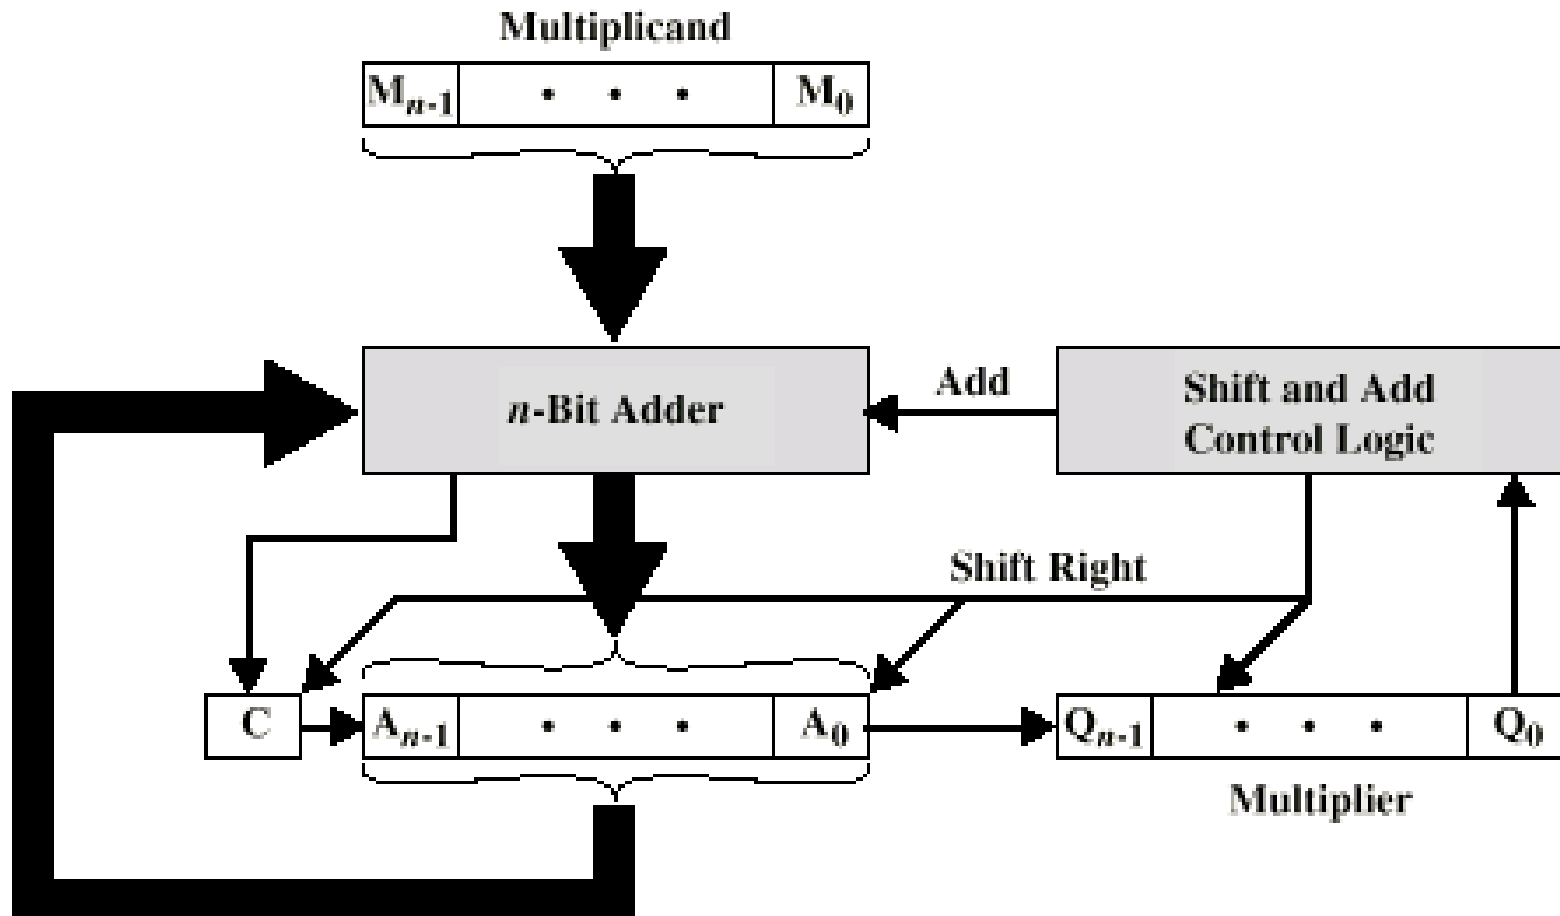 Multiplicand
Mn-1 • • • M0
n-Bit Adder
Add
Shift and Add
Control Logic
Shift Right
C
An-1 • • • A0
Qn-1 • • • Q0
Multiplier